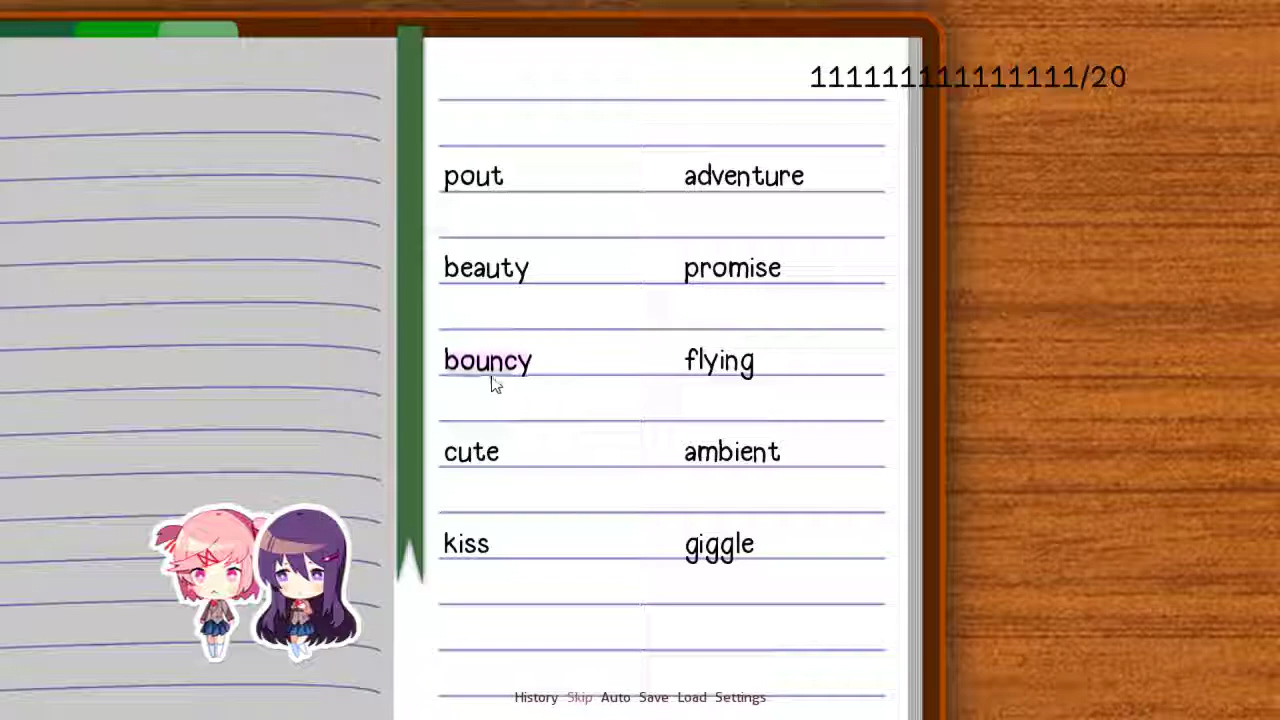 111111111111111/20
pout adventure
beauty promise
bouncy flying
cute ambient
kiss giggle
History Skip Auto Save Load Settings